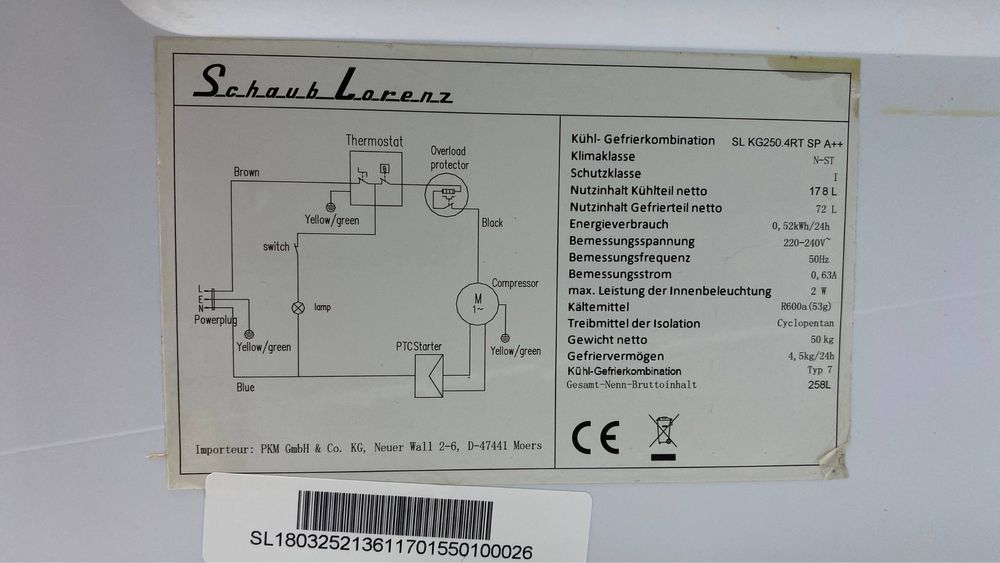 Schaub Lorenz
Thermostat
Overload
protector
Brown
Yellow/green
Black
switch
Compressor
M
1~
L
E
N
Powerplug
lamp
Yellow/green
Yellow/green
PTC Starter
Blue
Importeur: PKM GmbH & Co. KG, Neuer Wall 2-6, D-47441 Moers
Kühl- Gefrierkombination SL KG250.4RT SP A++
Klimaklasse N-ST
Schutzklasse I
Nutzinhalt Kühlteil netto 178 L
Nutzinhalt Gefrierteil netto 72 L
Energieverbrauch 0,52kWh/24h
Bemessungsspannung 220-240V~
Bemessungsfrequenz 50Hz
Bemessungsstrom 0,63A
max. Leistung der Innenbeleuchtung 2 W
Kältemittel R600a(53g)
Treibmittel der Isolation Cyclopentan
Gewicht netto 50 kg
Gefriervermögen 4,5kg/24h
Kühl-Gefrierkombination Typ 7
Gesamt-Nenn-Bruttoinhalt 258L
CE
SL1803252136117015501000​26